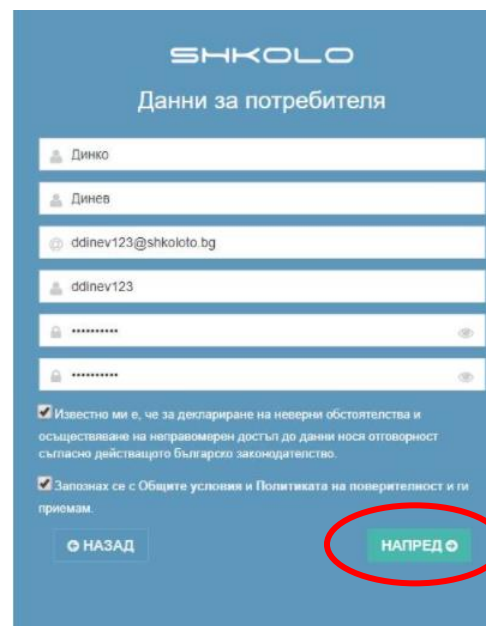 SHKOLO
Данни за потребителя
Динко
Динев
ddinev123@shkoloto.bg
ddinev123
••••••••••
••••••••••
Известно ми е, че за деклариране на неверни обстоятелства и
осъществяване на неправомерен достъп до данни нося отговорност
съгласно действащото българско законодателство.
Запознах се с Общите условия и Политиката на поверителност и ги
приемам.
НАЗАД
НАПРЕД